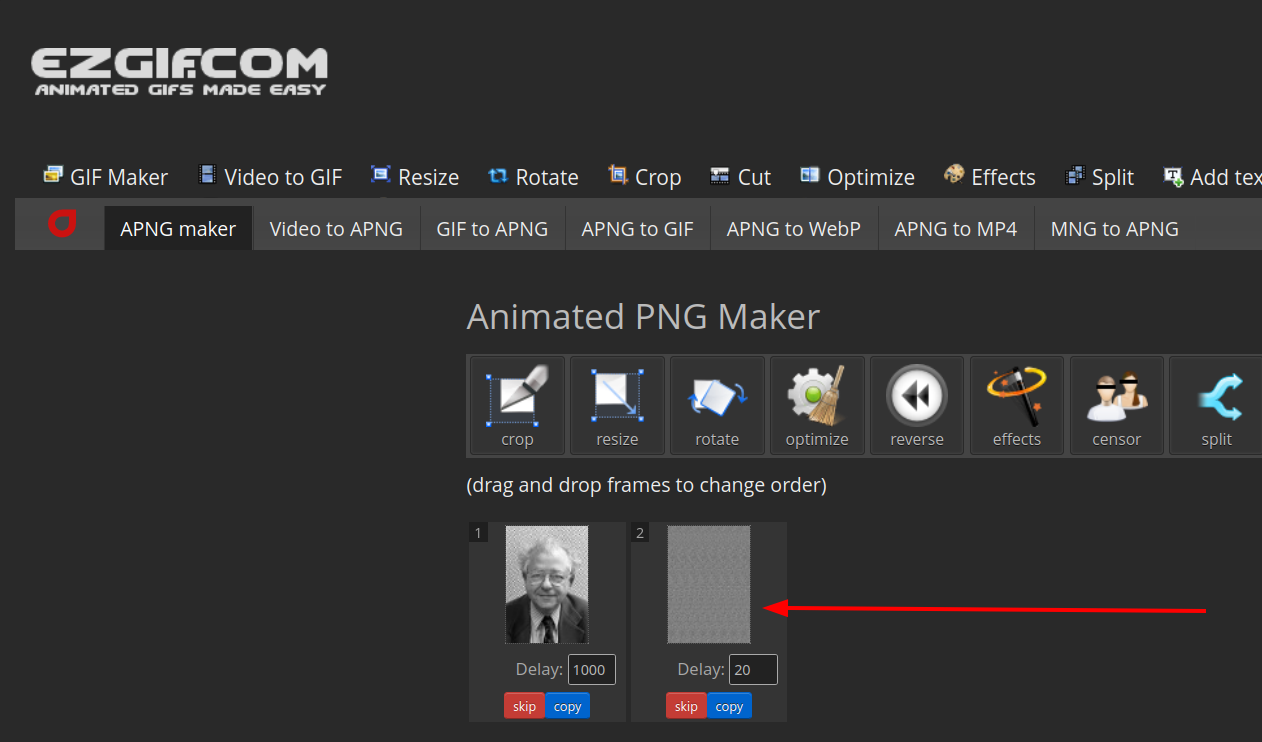 EZGIF.COM
ANIMATED GIFS MADE EASY
GIF Maker Video to GIF Resize Rotate Crop Cut Optimize Effects Split Add tex
APNG maker Video to APNG GIF to APNG APNG to GIF APNG to WebP APNG to MP4 MNG to APNG
Animated PNG Maker
crop resize rotate optimize reverse effects censor split
(drag and drop frames to change order)
1 2
Delay: 1000 Delay: 20
skip copy skip copy